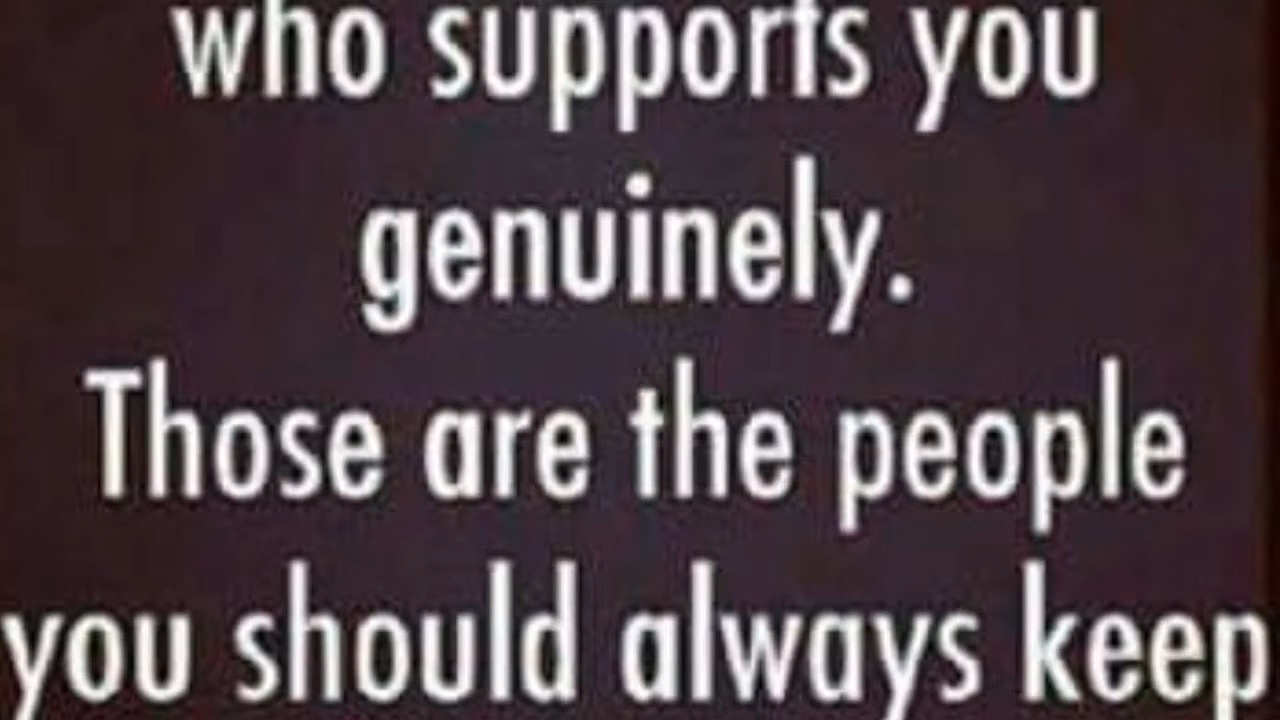 who supports you
genuinely.
Those are the people
you should always keep